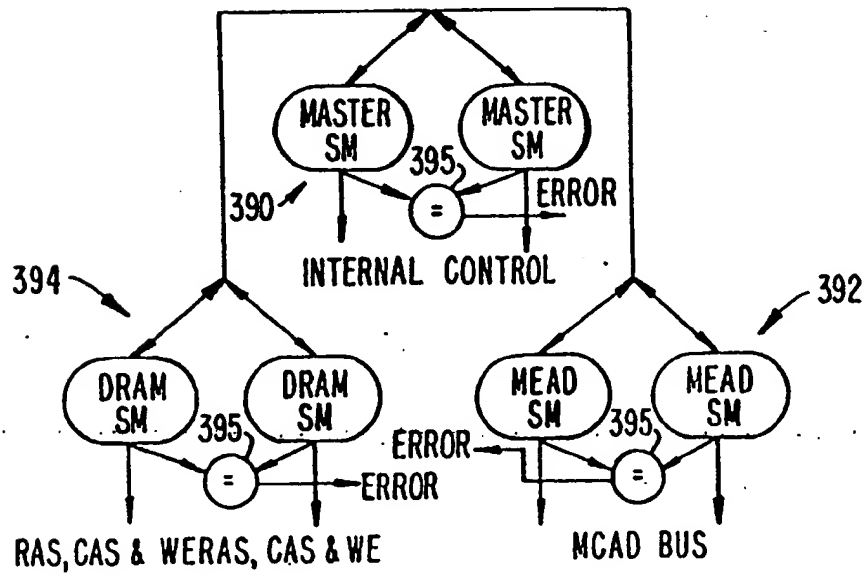 MASTER SM
MASTER SM
395
390
=
ERROR
INTERNAL CONTROL
394
392
DRAM SM
DRAM SM
MEAD SM
MEAD SM
395
395
ERROR
=
ERROR
=
RAS, CAS & WERAS, CAS & WE
MCAD BUS